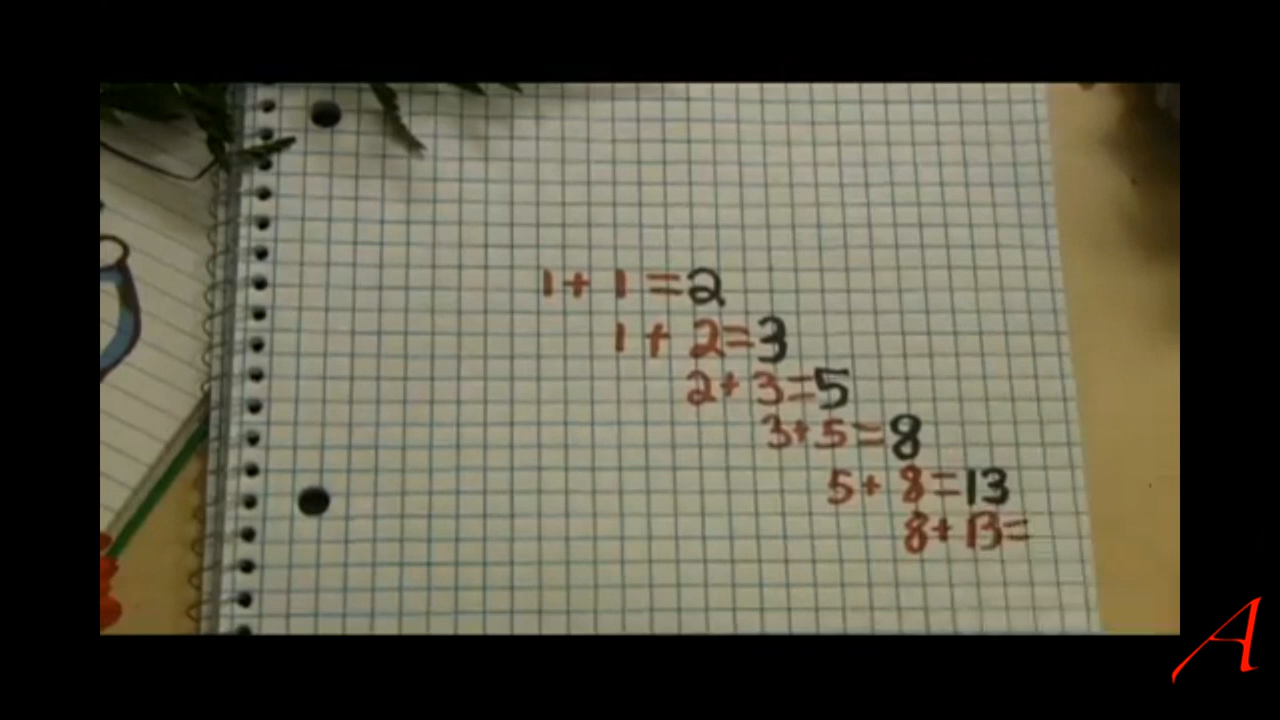 1 + 1 = 2
1 + 2 = 3
2 + 3 = 5
3 + 5 = 8
5 + 8 = 13
8 + 13 =
A